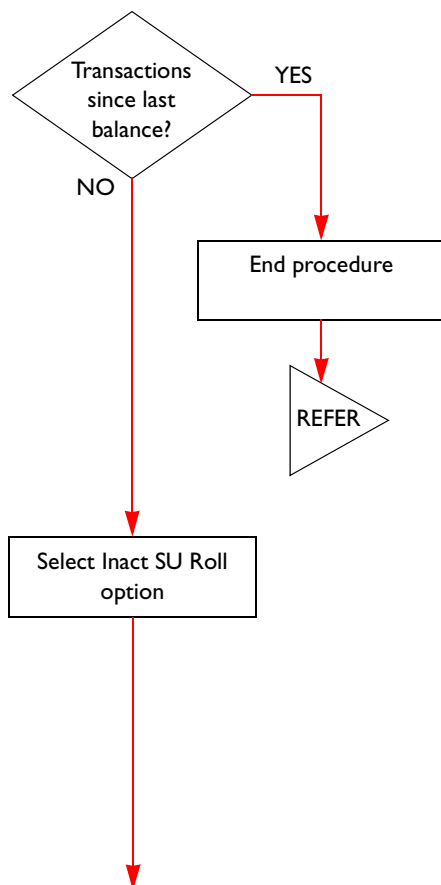 Transactions
since last
balance?
YES
NO
End procedure
REFER
Select Inact SU Roll
option